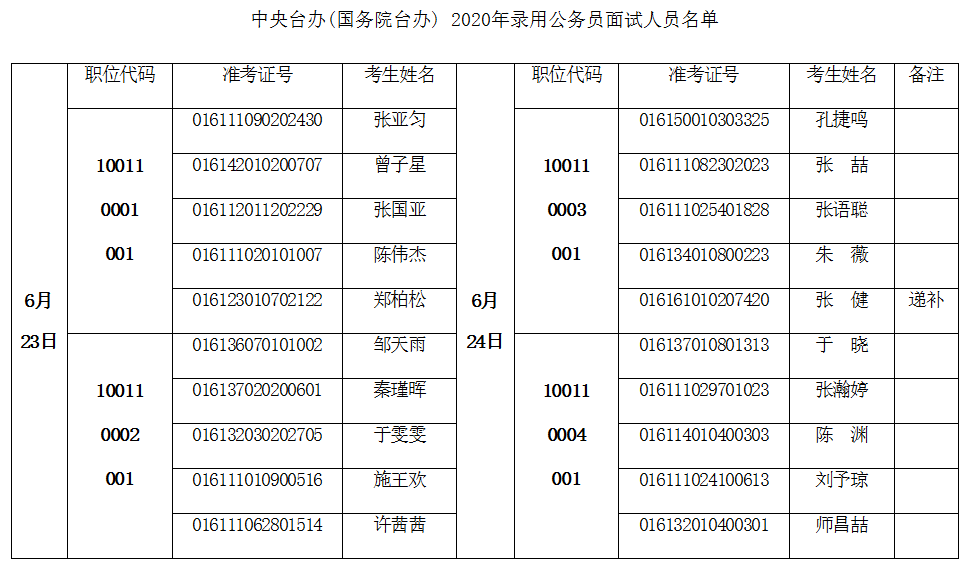 中央台办(国务院台办) 2020年录用公务员面试人员名单
职位代码 准考证号 考生姓名 职位代码 准考证号 考生姓名 备注
016111090202430 张亚匀 016150010303325 孔捷鸣
10011 016142010200707 曾子星 10011 016111082302023 张 喆
0001 016112011202229 张国亚 0003 016111025401828 张语聪
001 016111020101007 陈伟杰 001 016134010800223 朱 薇
6月 016123010702122 郑柏松 6月 016161010207420 张 健 递补
23日 016136070101002 邹天雨 24日 016137010801313 于 晓
10011 016137020200601 秦瑾晖 10011 016111029701023 张瀚婷
0002 016132030202705 于雯雯 0004 016114010400303 陈 渊
001 016111010900516 施王欢 001 016111024100613 刘予琼
016111062801514 许茜茜 016132010400301 师昌喆